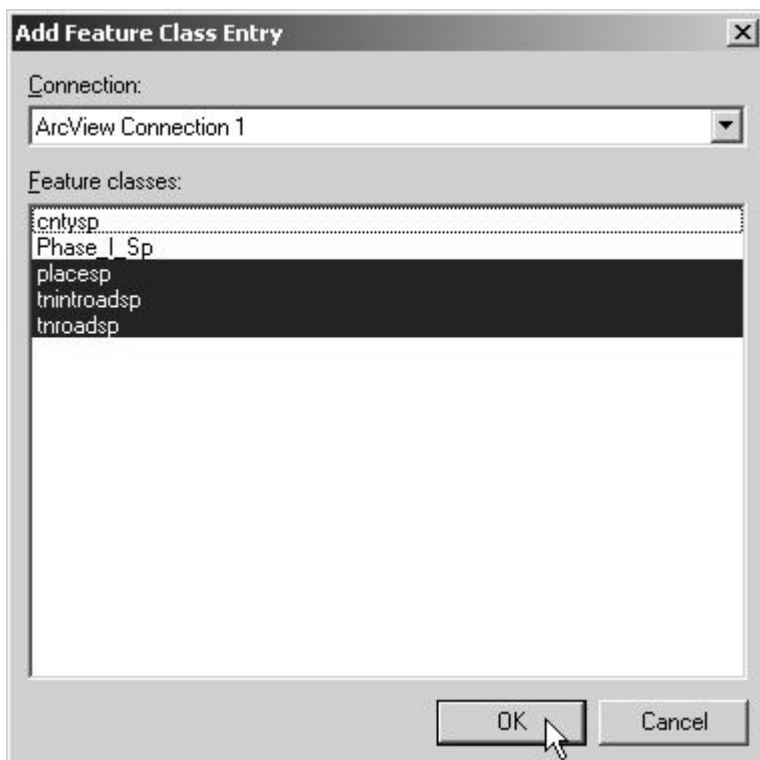 Add Feature Class Entry
Connection:
ArcView Connection 1
Feature classes:
cntysp
Phase_I_Sp
placesp
tnintroadsp
tnroadsp
OK
Cancel